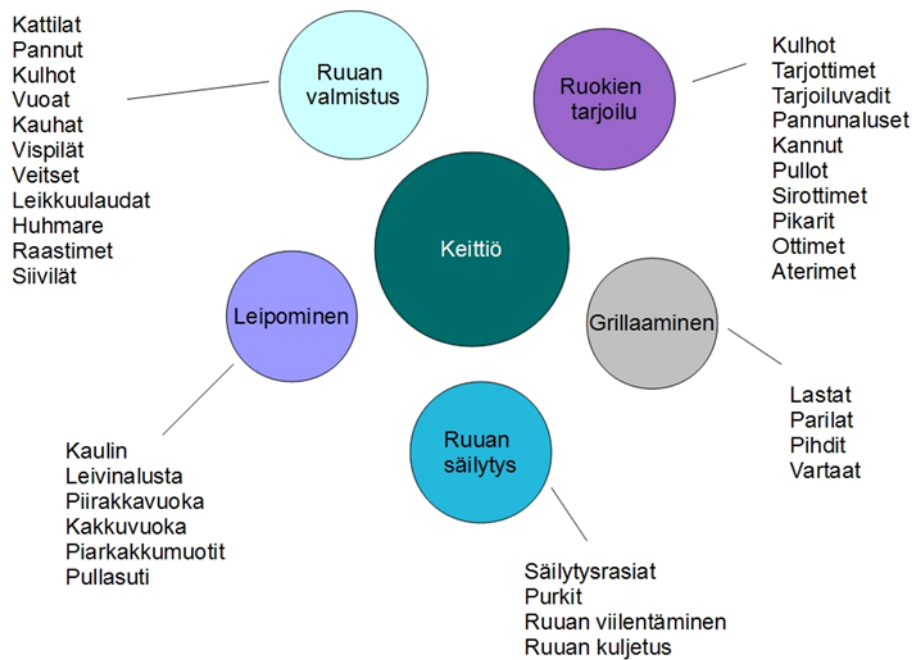 Kattilat
Pannut
Kulhot
Vuoat
Kauhat
Vispilät
Veitset
Leikkuulaudat
Huhmare
Raastimet
Siivilät
Ruuan
valmistus
Ruokien
tarjoilu
Kulhot
Tarjottimet
Tarjoiluvadit
Pannunaluset
Kannut
Pullot
Sirottimet
Pikarit
Ottimet
Aterimet
Keittiö
Leipominen
Grillaaminen
Kaulin
Leivinalusta
Piirakkavuoka
Kakkuvuoka
Piarkakkumuotit
Pullasuti
Ruuan
säilytys
Lastat
Parilat
Pihdit
Vartaat
Säilytysrasiat
Purkit
Ruuan viilentäminen
Ruuan kuljetus